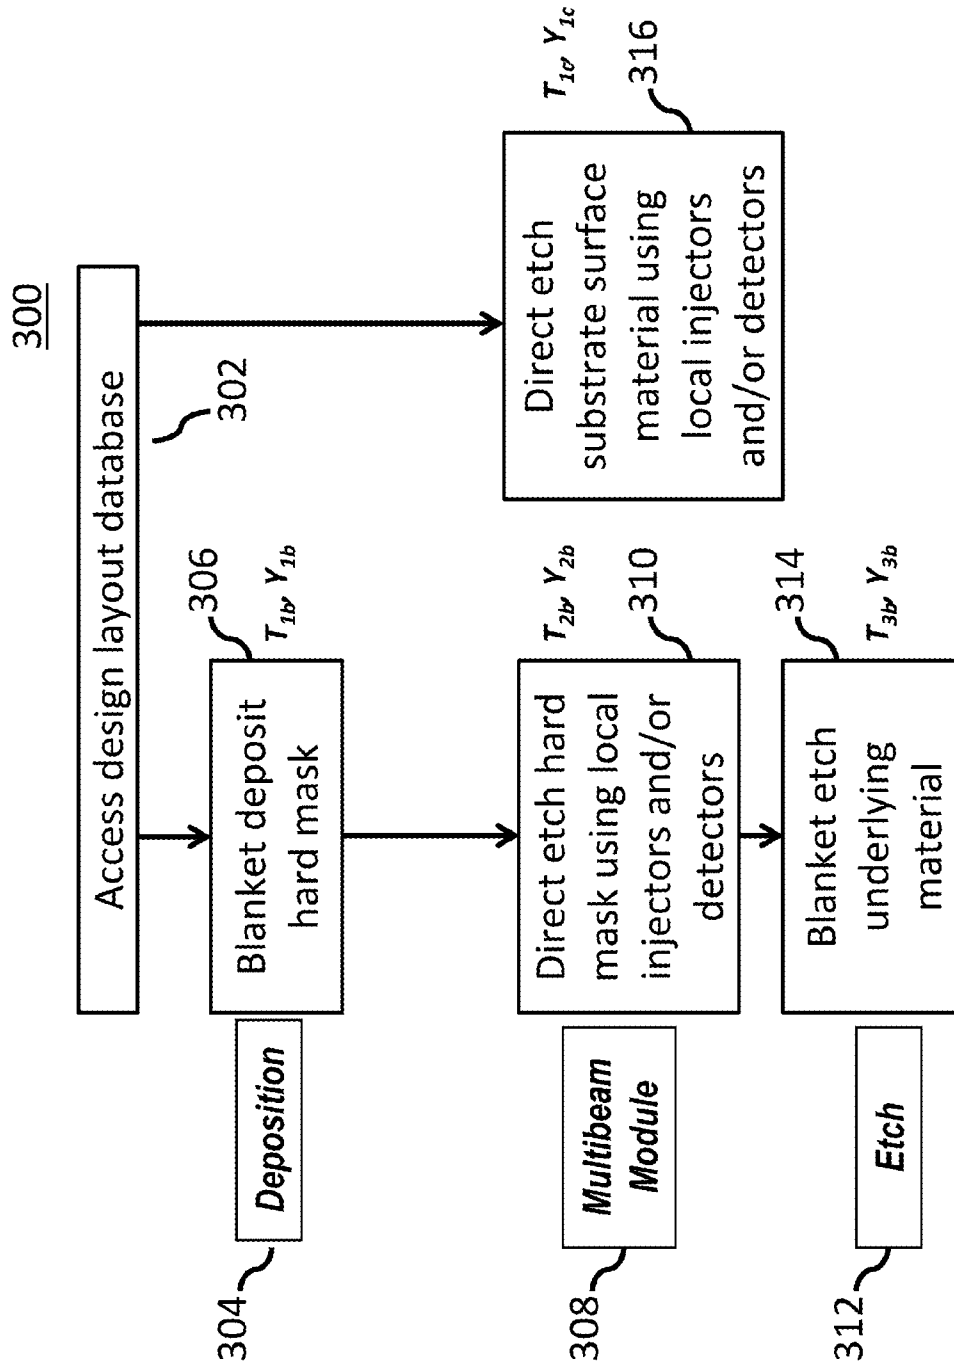 300
Access design layout database
302
304
Deposition
Blanket deposit
hard mask
306
T1b, Y1b
308
Multibeam
Module
Direct etch hard
mask using local
injectors and/or
detectors
T2b, Y2b
310
Direct etch
substrate surface
material using
local injectors
and/or detectors
T1c, Y1c
316
312
Etch
Blanket etch
underlying
material
314
T3b, Y3b